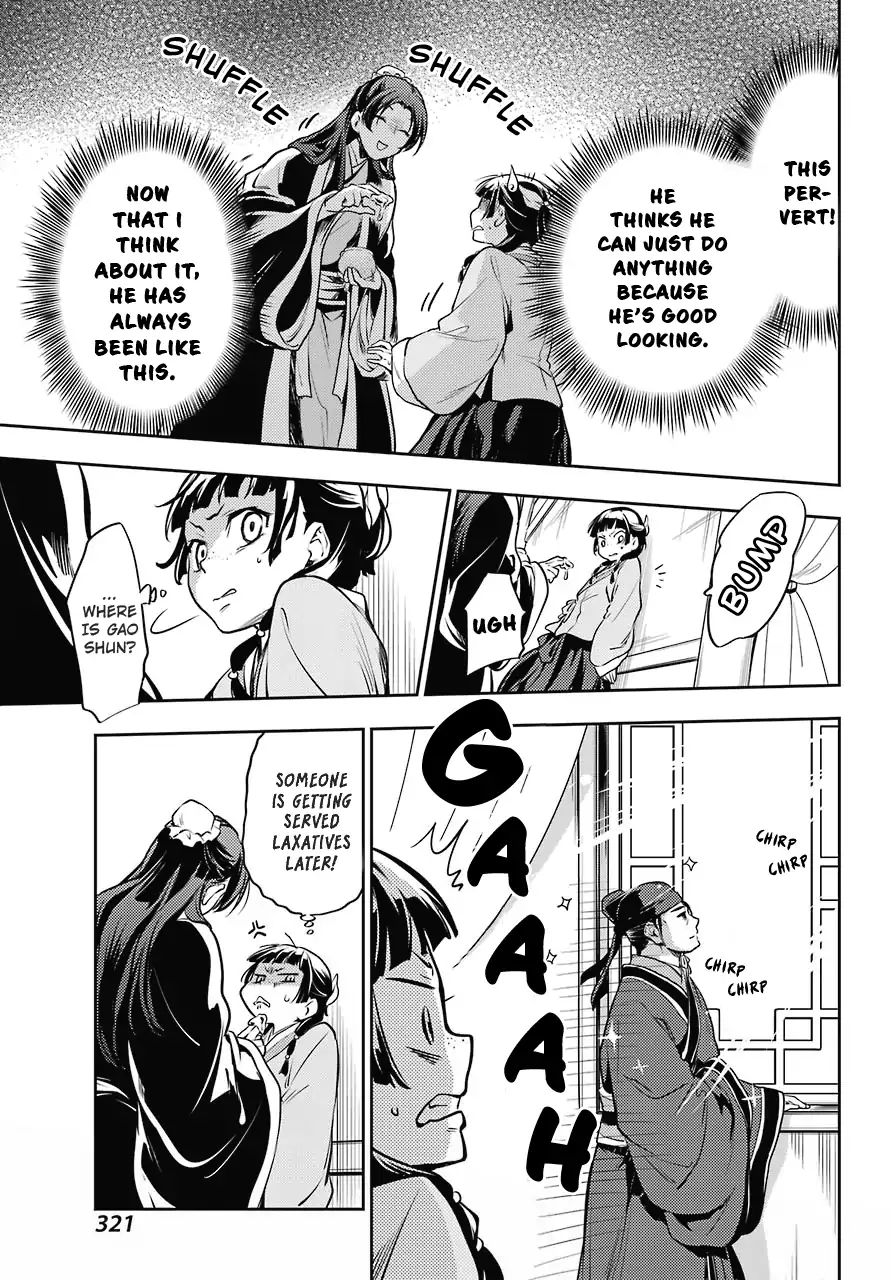 THIS
PER-
VERT!
HE
THINKS HE
CAN JUST DO
ANYTHING
BECAUSE
HE'S GOOD
LOOKING.
SHUFFLE
SHUFFLE
NOW
THAT I
THINK
ABOUT IT,
HE HAS
ALWAYS
BEEN LIKE
THIS.
BUMP
UGH
...
WHERE
IS GAO
SHUN?
CHIRP
CHIRP
CHIRP
CHIRP
GAAAH
SOMEONE
IS GETTING
SERVED
LAXATIVES
LATER!
321